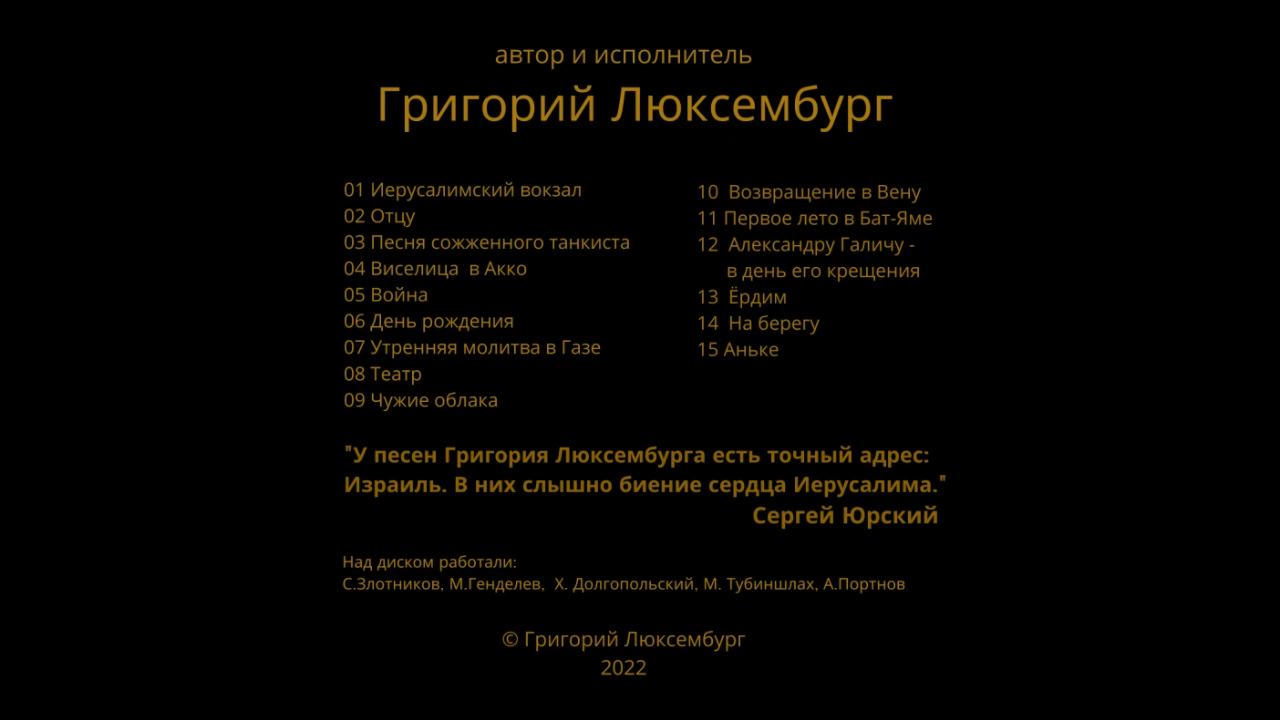 автор и исполнитель
Григорий Люксембург
01 Иерусалимский вокзал
02 Отцу
03 Песня сожженного танкиста
04 Виселица в Акко
05 Война
06 День рождения
07 Утренняя молитва в Газе
08 Театр
09 Чужие облака
10 Возвращение в Вену
11 Первое лето в Бат-Яме
12 Александру Галичу -
в день его крещения
13 Ёрдим
14 На берегу
15 Аньке
"У песен Григория Люксембурга есть точный адрес:
Израиль. В них слышно биение сердца Иерусалима."
Сергей Юрский
Над диском работали:
С.Злотников, М.Генделев, Х. Долгопольский, М. Тубиншлах, А.Портнов
© Григорий Люксембург
2022